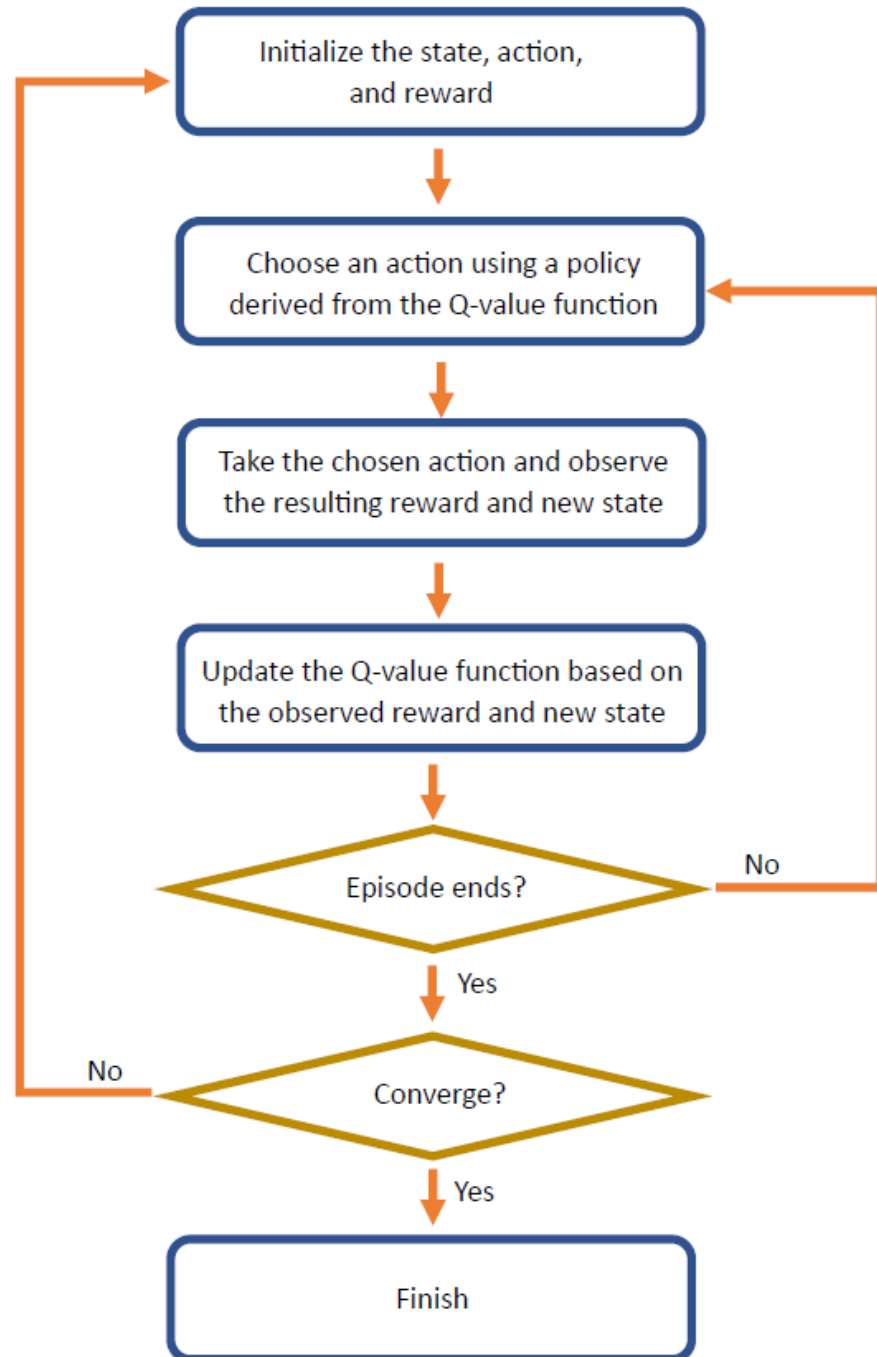 Initialize the state, action,
and reward
Choose an action using a policy
derived from the Q-value function
Take the chosen action and observe
the resulting reward and new state
Update the Q-value function based on
the observed reward and new state
Episode ends?
No
Yes
Converge?
No
Yes
Finish